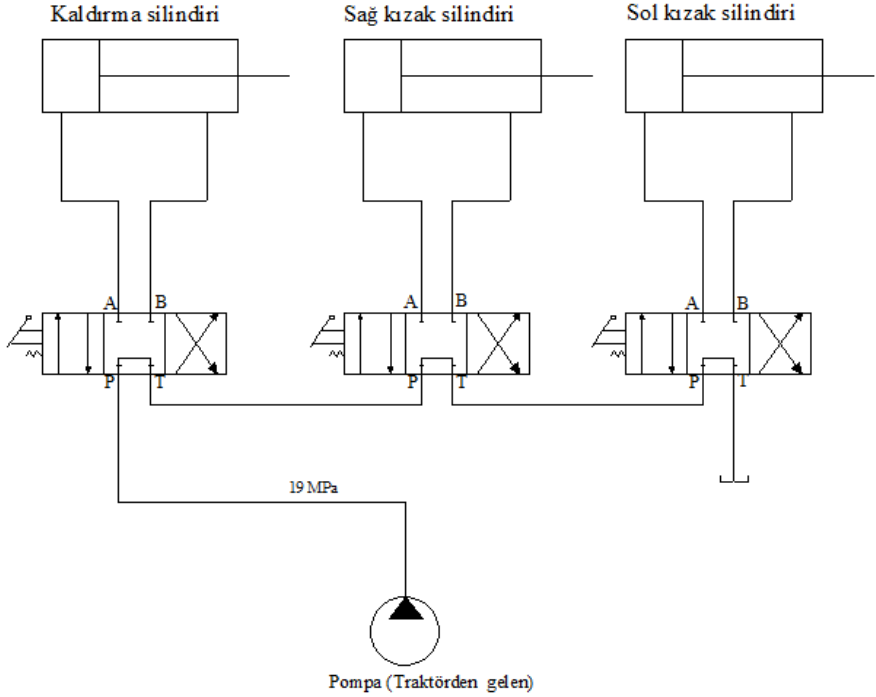 Kaldırma silindiri
Sağ kızak silindiri
Sol kızak silindiri
A B
A B
A B
P T
P T
P T
19 MPa
Pompa (Traktörden gelen)